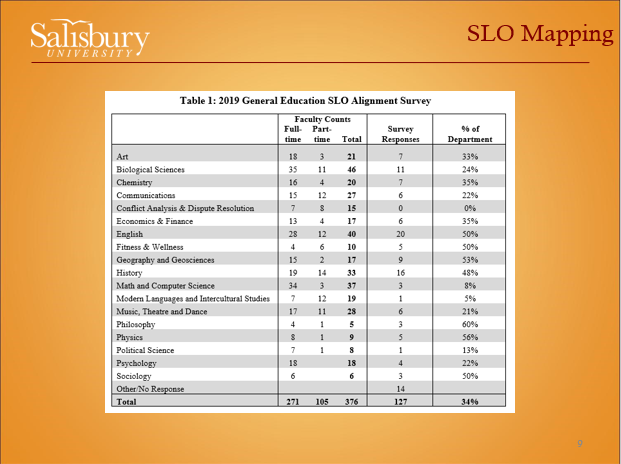 Salisbury
UNIVERSITY
SLO Mapping
Table 1: 2019 General Education SLO Alignment Survey
Faculty Counts
Full-time Part-time Total Survey Responses % of Department
Art 18 3 21 7 33%
Biological Sciences 35 11 46 11 24%
Chemistry 16 4 20 7 35%
Communications 15 12 27 6 22%
Conflict Analysis & Dispute Resolution 7 8 15 0 0%
Economics & Finance 13 4 17 6 35%
English 28 12 40 20 50%
Fitness & Wellness 4 6 10 5 50%
Geography and Geosciences 15 2 17 9 53%
History 19 14 33 16 48%
Math and Computer Science 34 3 37 3 8%
Modern Languages and Intercultural Studies 7 12 19 1 5%
Music, Theatre and Dance 17 11 28 6 21%
Philosophy 4 1 5 3 60%
Physics 8 1 9 5 56%
Political Science 7 1 8 1 13%
Psychology 18 18 4 22%
Sociology 6 6 3 50%
Other/No Response 14
Total 271 105 376 127 34%
9